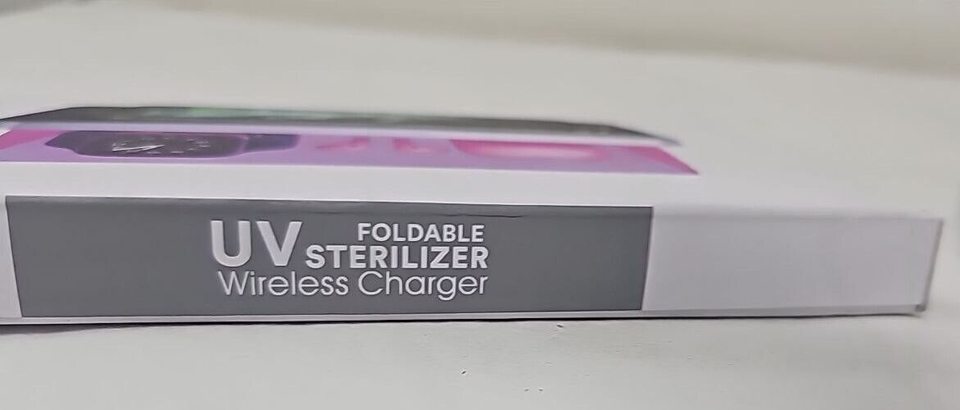 UV FOLDABLE
STERILIZER
Wireless Charger